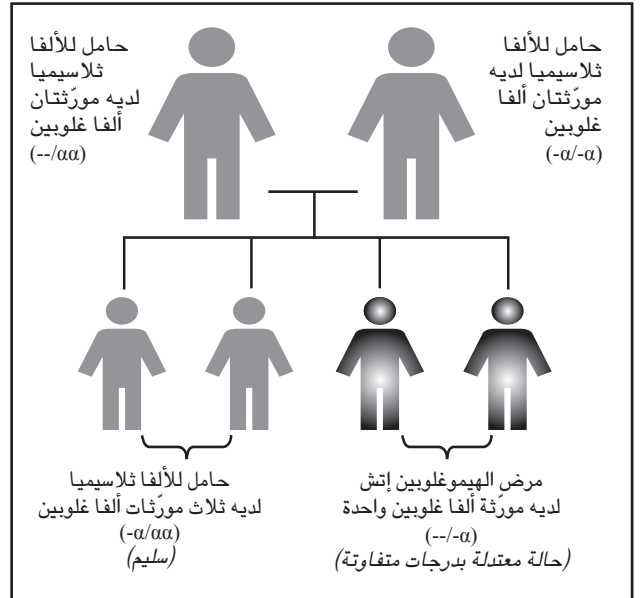 حامل للألفا
ثلاسيميا لديه
مورّثتان ألفا
غلوبين
(-α/-α)
حامل للألفا
ثلاسيميا
لديه مورّثتان
ألفا غلوبين
(--/αα)
مرض الهيموغلوبين إتش
لديه مورّثة ألفا غلوبين واحدة
(--/-α)
(حالة معتدلة بدرجات متفاوتة)
حامل للألفا ثلاسيميا
لديه ثلاث مورّثات ألفا غلوبين
(-α/αα)
(سليم)